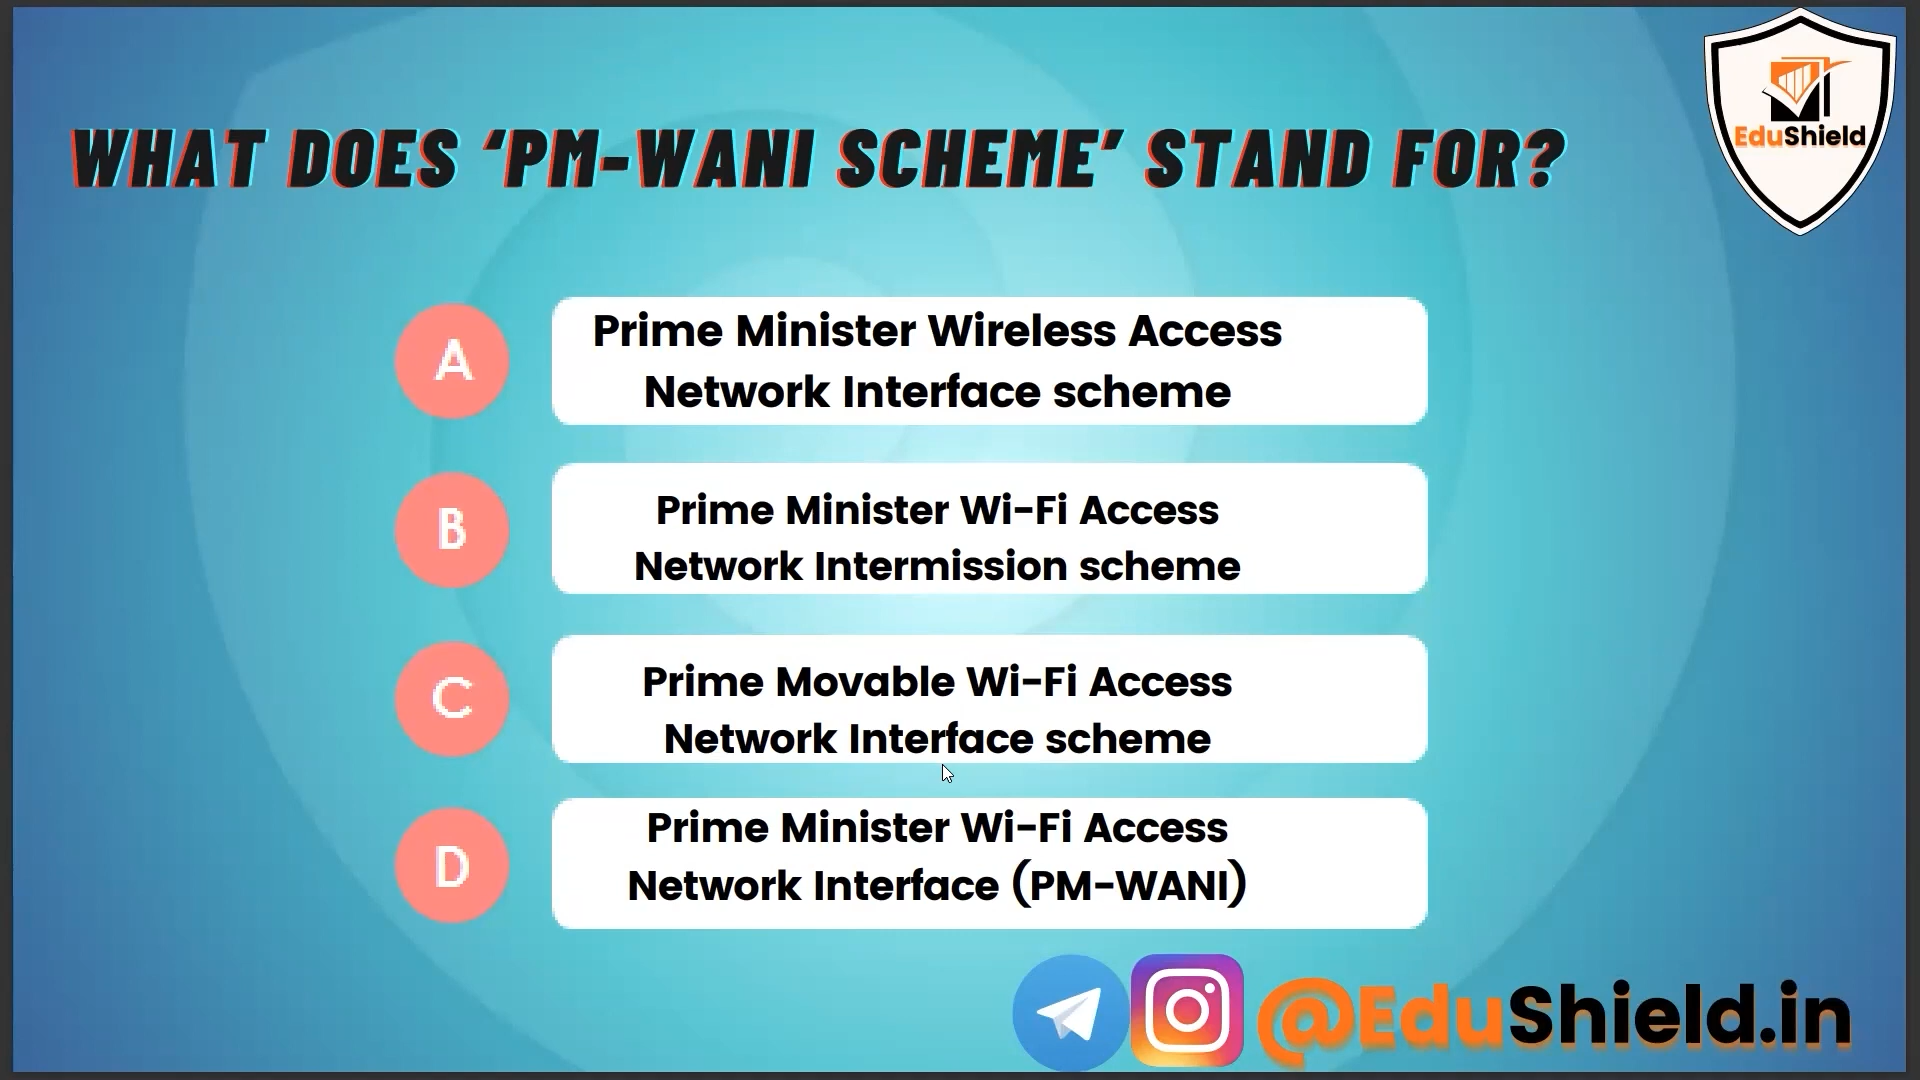 WHAT DOES ‘PM-WANI SCHEME’ STAND FOR?
EduShield
A
Prime Minister Wireless Access
Network Interface scheme
B
Prime Minister Wi-Fi Access
Network Intermission scheme
C
Prime Movable Wi-Fi Access
Network Interface scheme
D
Prime Minister Wi-Fi Access
Network Interface (PM-WANI)
@EduShield.in